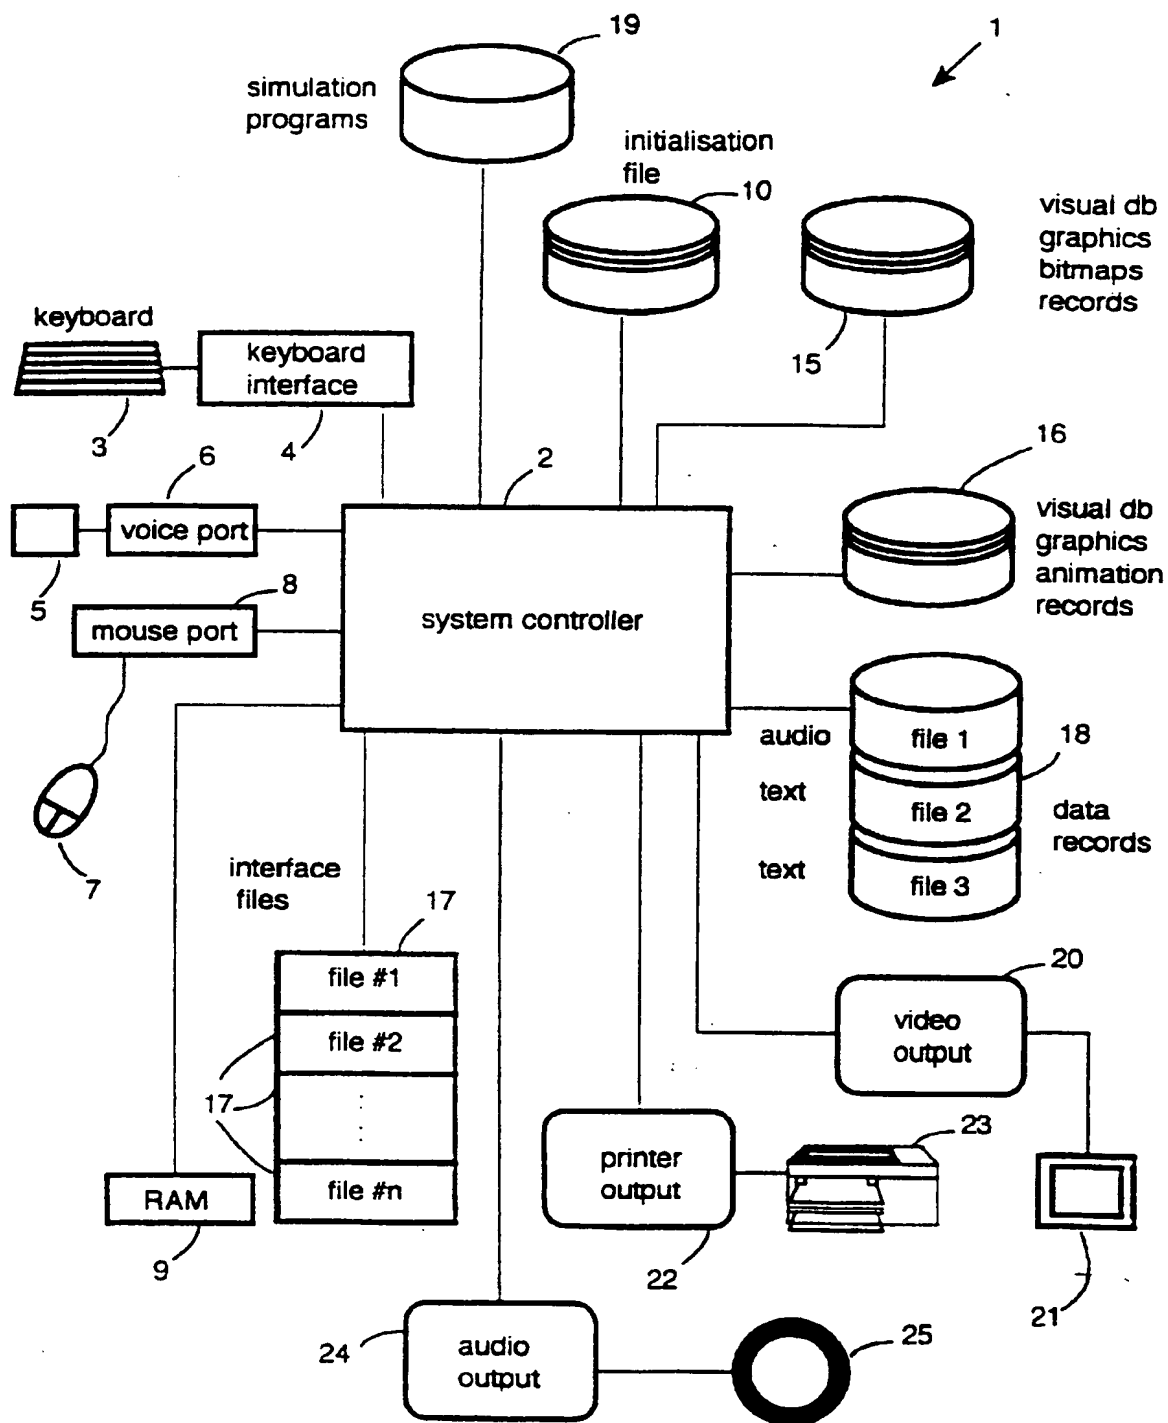 19
1
simulation
programs
initialisation
file
10
visual db
graphics
bitmaps
records
15
keyboard
keyboard
interface
3
4
6
2
16
voice port
5
8
mouse port
system controller
visual db
graphics
animation
records
audio
file 1
18
text
file 2
data
records
text
file 3
7
interface
files
17
file #1
file #2
17
file #n
20
video
output
RAM
9
printer
output
23
22
21
24
audio
output
25